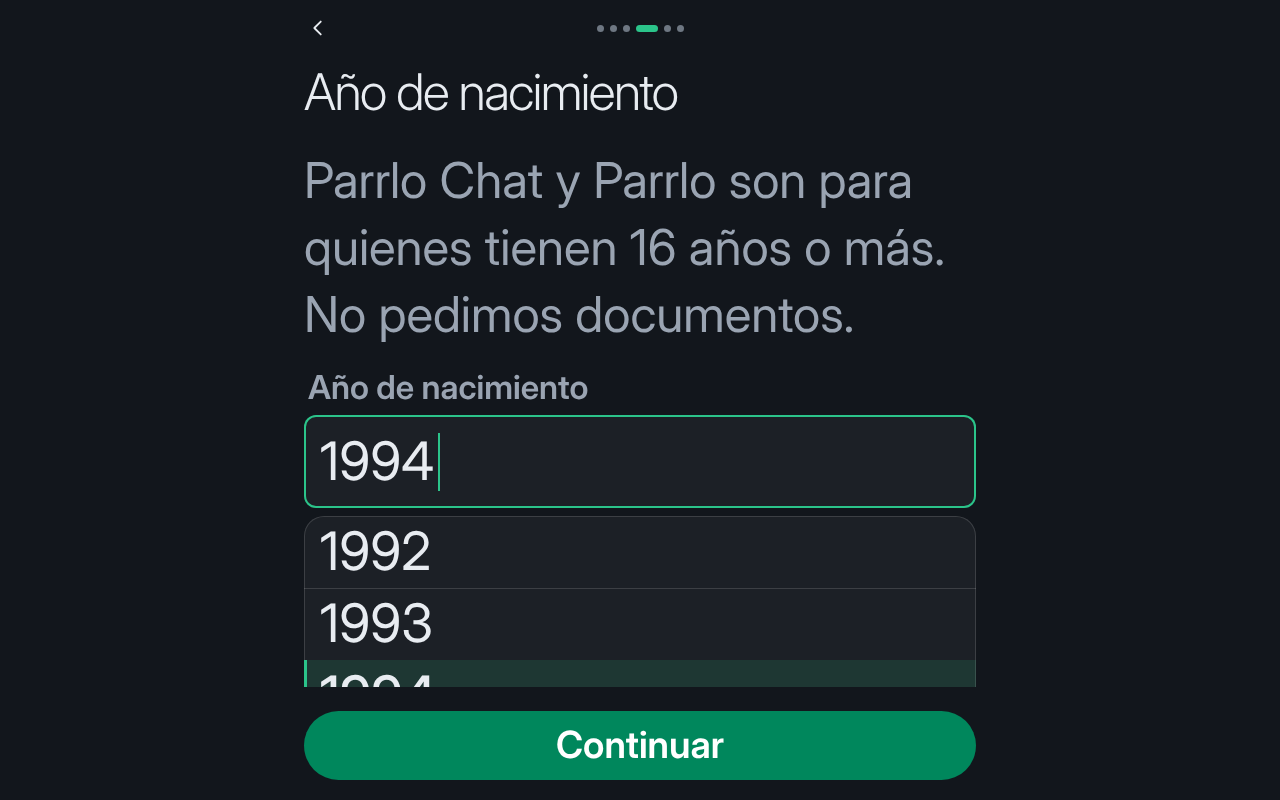 Año de nacimiento
Parrlo Chat y Parrlo son para
quienes tienen 16 años o más.
No pedimos documentos.
Año de nacimiento
1994
1992
1993
1994
Continuar